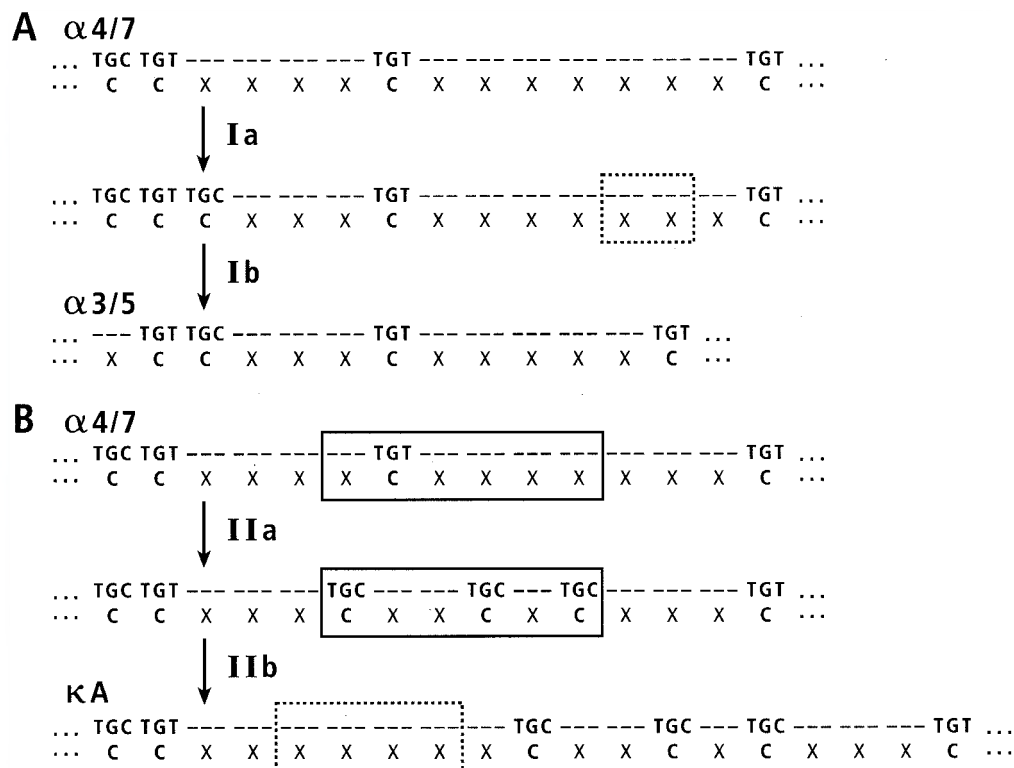 A α4/7
... TGC TGT --- --- --- --- TGT --- --- --- --- --- --- --- TGT ...
... C C X X X X C X X X X X X X C ...
Ia
... TGC TGT TGC --- --- --- TGT --- --- --- --- --- --- --- TGT ...
... C C C X X X C X X X X X X X C ...
Ib
α3/5
... --- TGT TGC --- --- --- TGT --- --- --- --- --- TGT ...
... X C C X X X C X X X X X C ...
B α4/7
... TGC TGT --- --- --- --- TGT --- --- --- --- --- --- --- TGT ...
... C C X X X X C X X X X X X X C ...
IIa
... TGC TGT --- --- --- TGC --- --- TGC --- TGC --- --- --- TGT ...
... C C X X X C X X C X C X X X C ...
IIb
κA
... TGC TGT --- --- --- --- --- --- --- TGC --- --- TGC --- TGC --- --- --- TGT ...
... C C X X X X X X X C X X C X C X X X C ...